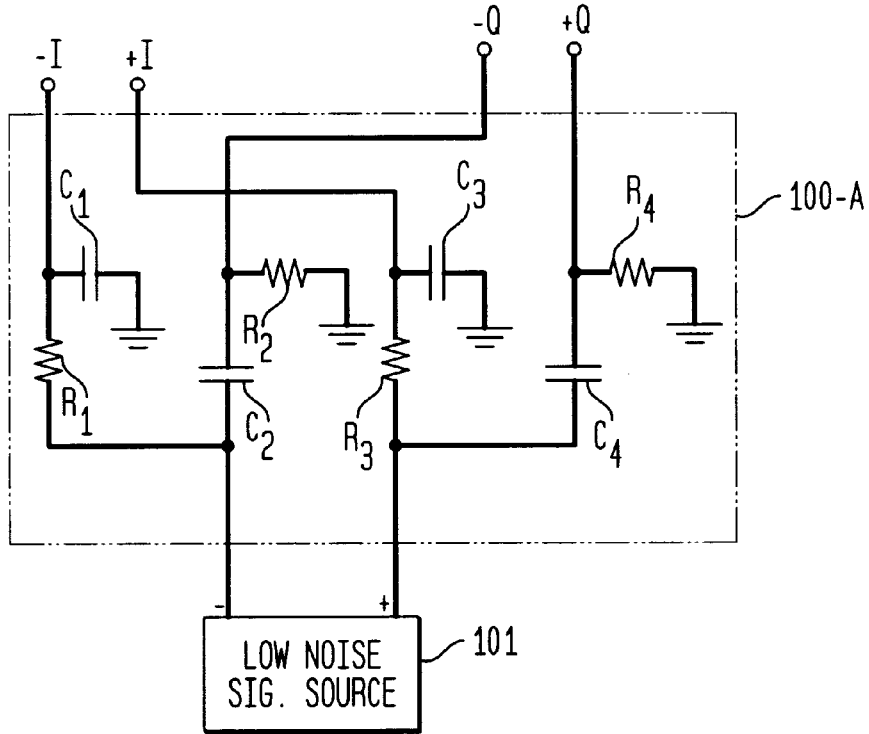 -Q +Q
-I +I
C1
C3
R4
100-A
R2
R1
C2
R3
C4
- +
101
LOW NOISE
SIG. SOURCE